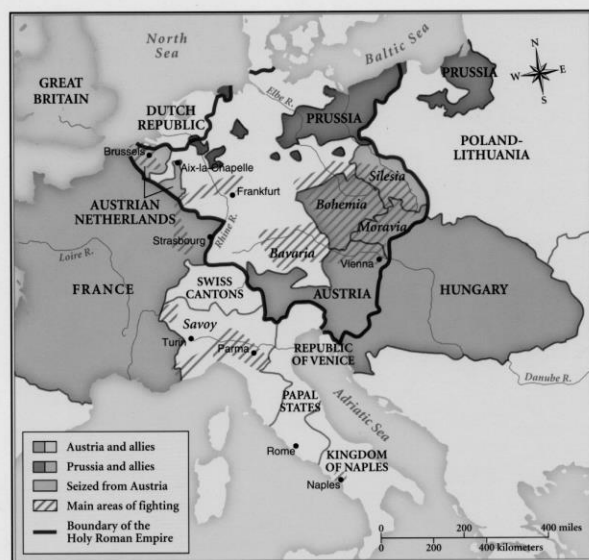 North
Sea
Baltic Sea
GREAT
BRITAIN
PRUSSIA
N
W
E
S
Elbe R.
DUTCH
REPUBLIC
PRUSSIA
POLAND-
LITHUANIA
Brussels
Aix-la-Chapelle
Silesia
Frankfurt
AUSTRIAN
NETHERLANDS
Bohemia
Moravia
Rhine R.
Strasbourg
Bavaria
Vienna
Loire R.
FRANCE
SWISS
CANTONS
AUSTRIA
HUNGARY
Savoy
Turin
Parma
REPUBLIC
OF VENICE
Danube R.
PAPAL
STATES
Adriatic Sea
Rome
KINGDOM
OF NAPLES
Naples
Austria and allies
Prussia and allies
Seized from Austria
Main areas of fighting
Boundary of the
Holy Roman Empire
0 200 400 miles
0 200 400 kilometers